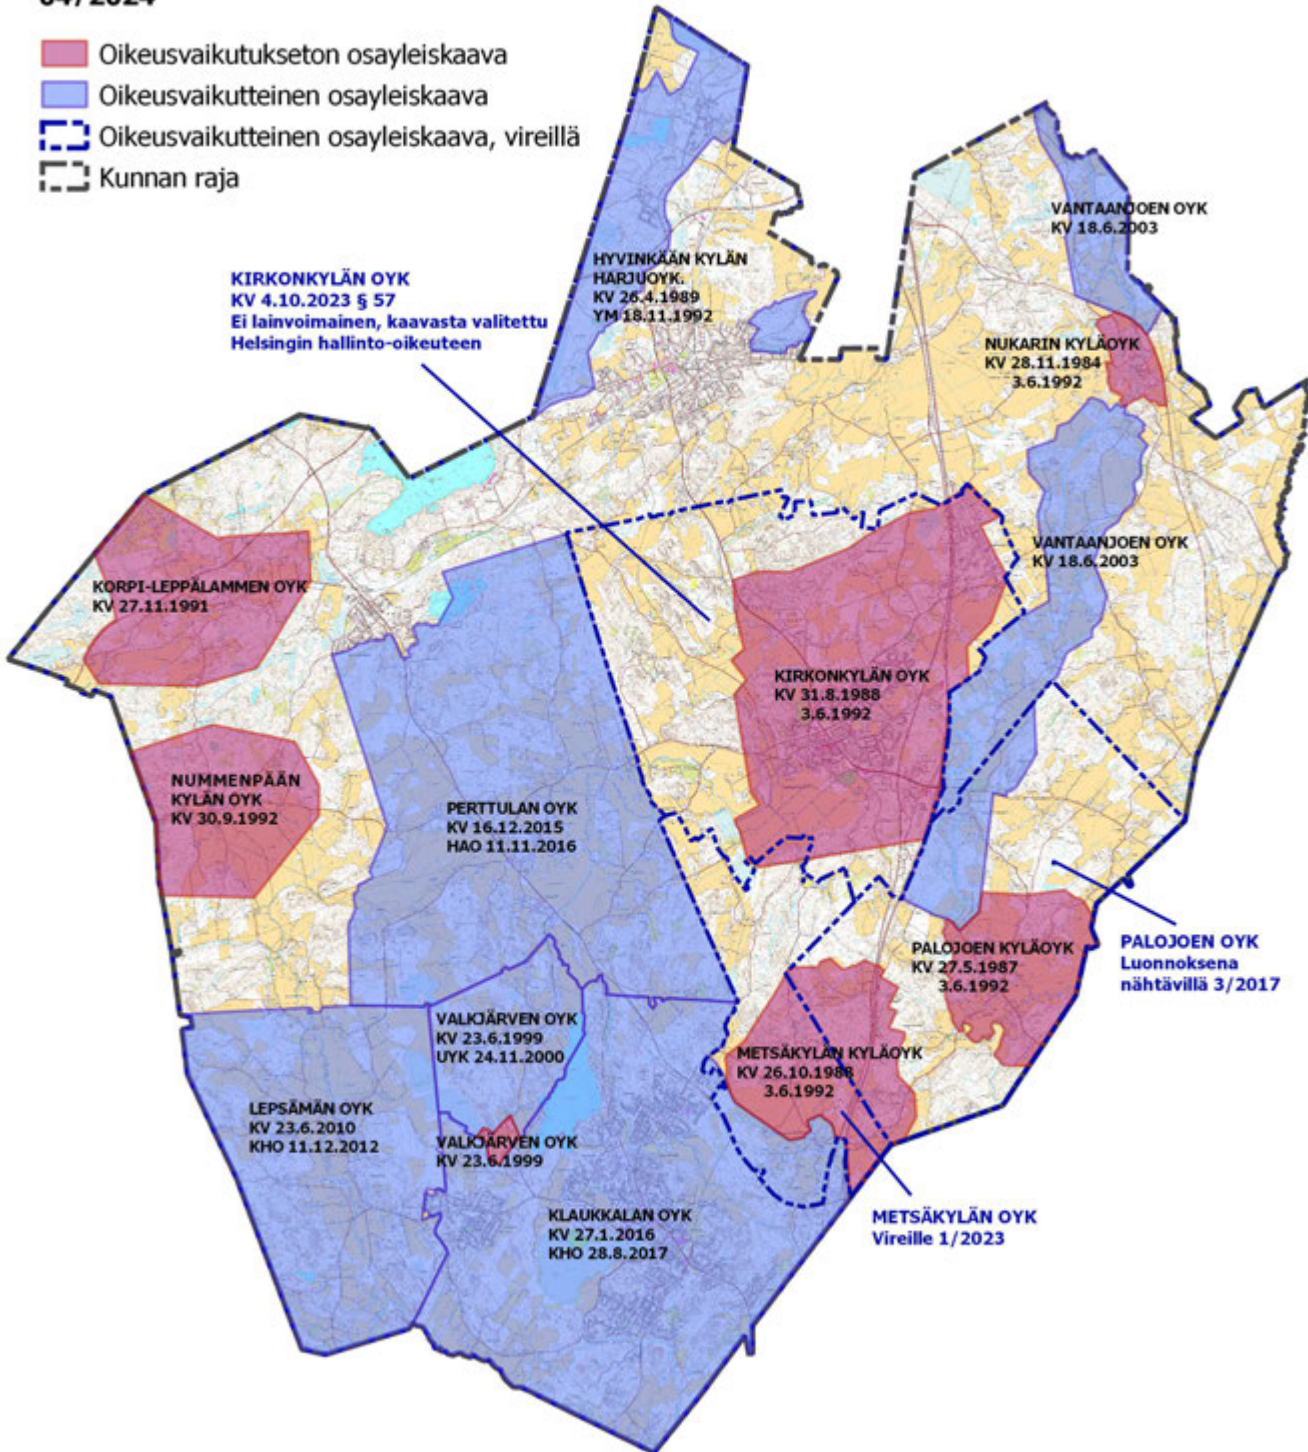 04/2024
Oikeusvaikutukseton osayleiskaava
Oikeusvaikutteinen osayleiskaava
Oikeusvaikutteinen osayleiskaava, vireillä
Kunnan raja
VANTAANJOEN OYK
KV 18.6.2003
HYVINKÄÄN KYLÄN
HARJUOYK.
KV 26.4.1989
YM 18.11.1992
KIRKONKYLÄN OYK
KV 4.10.2023 § 57
Ei lainvoimainen, kaavasta valitettu
Helsingin hallinto-oikeuteen
NUKARIN KYLÄOYK
KV 28.11.1984
3.6.1992
VANTAANJOEN OYK
KV 18.6.2003
KORPI-LEPPÄLAMMEN OYK
KV 27.11.1991
KIRKONKYLÄN OYK
KV 31.8.1988
3.6.1992
NUMMENPÄÄN
KYLÄN OYK
KV 30.9.1992
PERTTULAN OYK
KV 16.12.2015
HAO 11.11.2016
PALOJOEN KYLÄOYK
KV 27.5.1987
3.6.1992
PALOJOEN OYK
Luonnoksena
nähtävillä 3/2017
VALKJÄRVEN OYK
KV 23.6.1999
UYK 24.11.2000
METSÄKYLÄN KYLÄOYK
KV 26.10.1988
3.6.1992
LEPSÄMÄN OYK
KV 23.6.2010
KHO 11.12.2012
VALKJÄRVEN OYK
KV 23.6.1999
KLAUKKALAN OYK
KV 27.1.2016
KHO 28.8.2017
METSÄKYLÄN OYK
Vireille 1/2023